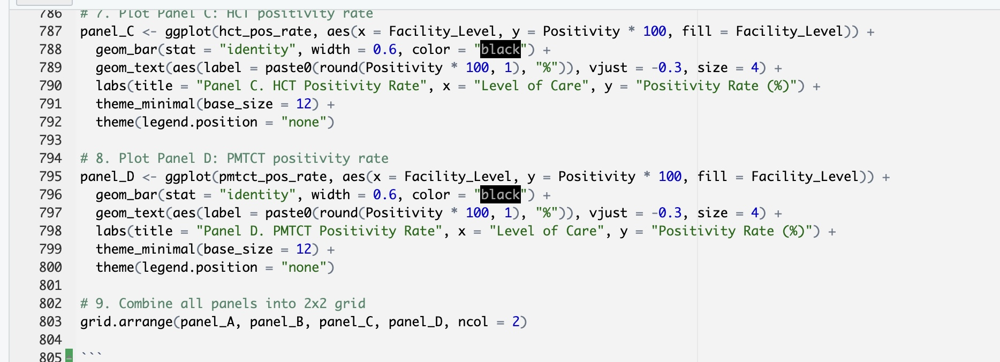 786 # 7. Plot Panel C: HCT positivity rate
787 panel_C <- ggplot(hct_pos_rate, aes(x = Facility_Level, y = Positivity * 100, fill = Facility_Level)) +
788   geom_bar(stat = "identity", width = 0.6, color = "black") +
789   geom_text(aes(label = paste0(round(Positivity * 100, 1), "%")), vjust = -0.3, size = 4) +
790   labs(title = "Panel C. HCT Positivity Rate", x = "Level of Care", y = "Positivity Rate (%)") +
791   theme_minimal(base_size = 12) +
792   theme(legend.position = "none")
793
794 # 8. Plot Panel D: PMTCT positivity rate
795 panel_D <- ggplot(pmtct_pos_rate, aes(x = Facility_Level, y = Positivity * 100, fill = Facility_Level)) +
796   geom_bar(stat = "identity", width = 0.6, color = "black") +
797   geom_text(aes(label = paste0(round(Positivity * 100, 1), "%")), vjust = -0.3, size = 4) +
798   labs(title = "Panel D. PMTCT Positivity Rate", x = "Level of Care", y = "Positivity Rate (%)") +
799   theme_minimal(base_size = 12) +
800   theme(legend.position = "none")
801
802 # 9. Combine all panels into 2x2 grid
803 grid.arrange(panel_A, panel_B, panel_C, panel_D, ncol = 2)
804
805 ```